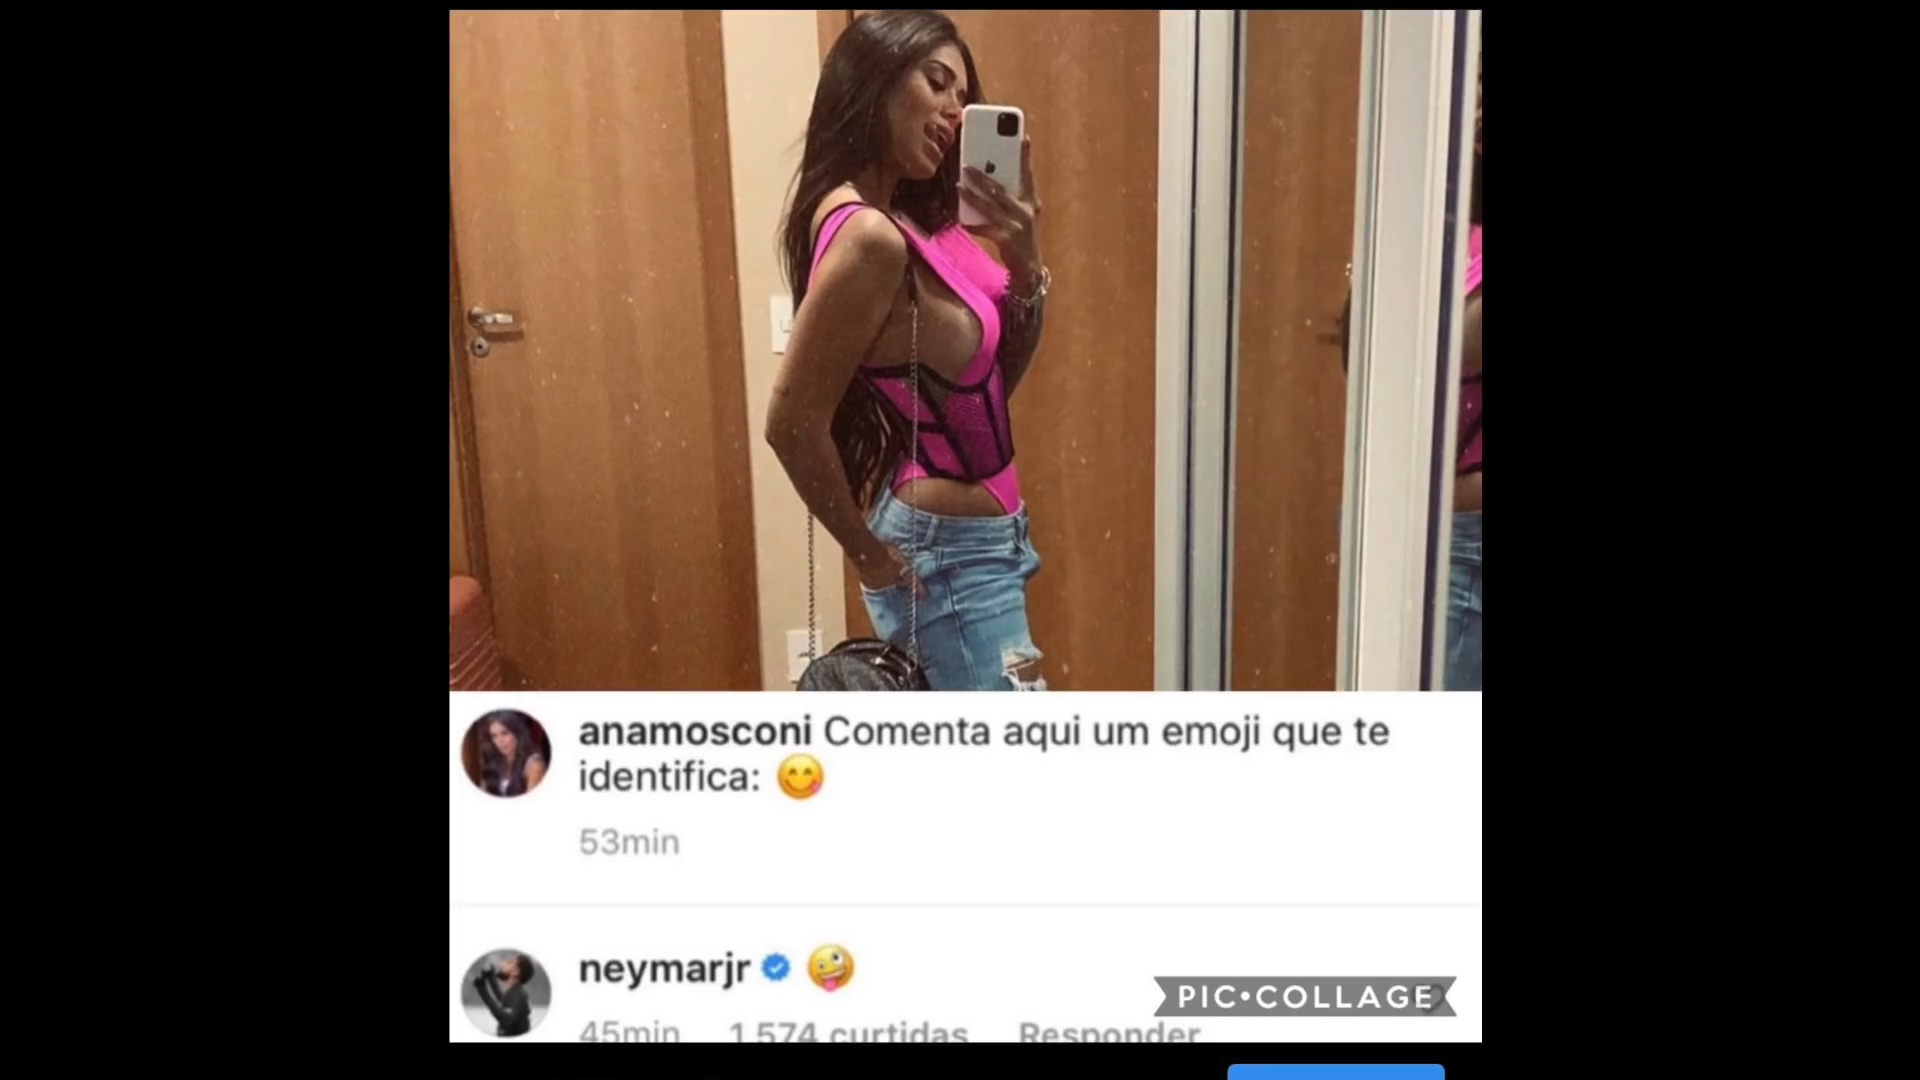 anamosconi Comenta aqui um emoji que te
identifica: 😋
53min
neymarjr 🤪
45min 1.574 curtidas Responder
PIC•COLLAGE